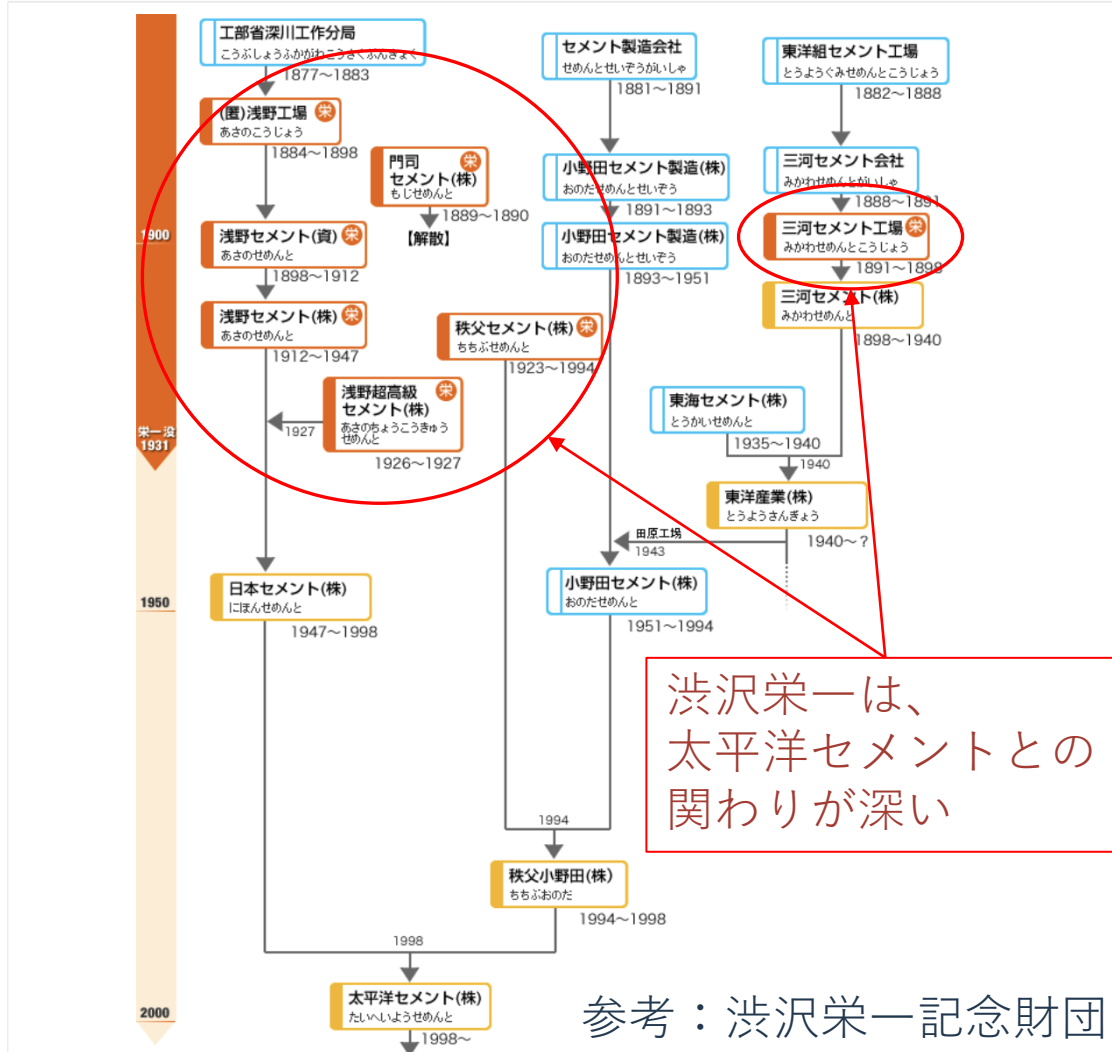 工部省深川工作分局
こうぶしょうふかがわこうさくぶんきょく
1877～1883
(匿)浅野工場 栄
あさのこうじょう
1884～1898
門司 栄
セメント(株)
もじせめんと
1889～1890
【解散】
1900
浅野セメント(資) 栄
あさのせめんと
1898～1912
浅野セメント(株) 栄
あさのせめんと
1912～1947
秩父セメント(株) 栄
ちちぶせめんと
1923～1994
浅野超高級 栄
セメント(株)
あさのちょうこうきゅう
せめんと
1927
1926～1927
栄一没
1931
セメント製造会社
せめんとせいぞうがいしゃ
1881～1891
小野田セメント製造(株)
おのだせめんとせいぞう
1891～1893
小野田セメント製造(株)
おのだせめんとせいぞう
1893～1951
東洋組セメント工場
とうようぐみせめんとこうじょう
1882～1888
三河セメント会社
みかわせめんとがいしゃ
1888～1891
三河セメント工場 栄
みかわせめんとこうじょう
1891～1898
三河セメント(株)
みかわせめんと
1898～1940
東海セメント(株)
とうかいせめんと
1935～1940
1940
東洋産業(株)
とうようさんぎょう
1940～？
田原工場
1943
1950
日本セメント(株)
にほんせめんと
1947～1998
小野田セメント(株)
おのだせめんと
1951～1994
渋沢栄一は、
太平洋セメントとの
関わりが深い
1994
秩父小野田(株)
ちちぶおのだ
1994～1998
1998
2000
太平洋セメント(株)
たいへいようせめんと
1998～
参考：渋沢栄一記念財団